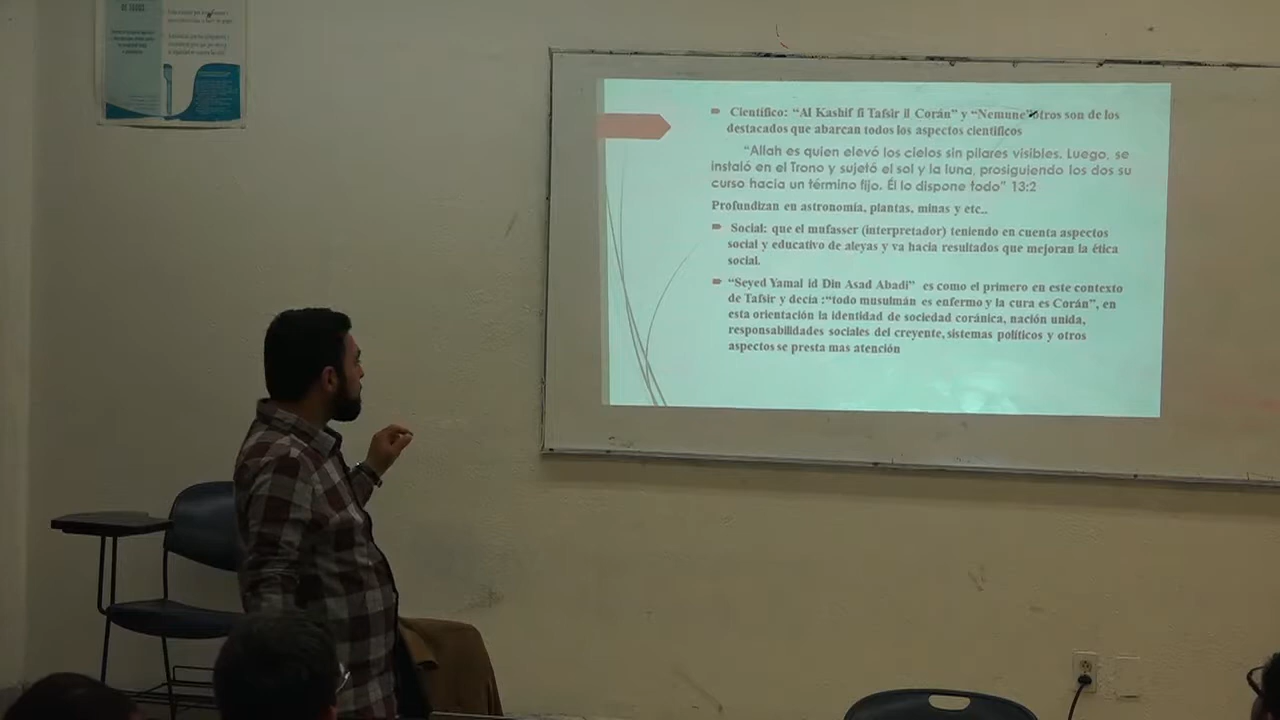 DE TODOS
Científico: “Al Kashif fi Tafsir il Corán” y “Nemune”otros son de los
destacados que abarcan todos los aspectos científicos
“Allah es quien elevó los cielos sin pilares visibles. Luego, se
instaló en el Trono y sujetó el sol y la luna, prosiguiendo los dos su
curso hacia un término fijo. Él lo dispone todo” 13:2
Profundizan en astronomía, plantas, minas y etc..
Social: que el mufasser (interpretador) teniendo en cuenta aspectos
social y educativo de aleyas y va hacia resultados que mejoran la ética
social.
“Seyed Yamal id Din Asad Abadi” es como el primero en este contexto
de Tafsir y decía :“todo musulmán es enfermo y la cura es Corán”, en
esta orientación la identidad de sociedad coránica, nación unida,
responsabilidades sociales del creyente, sistemas políticos y otros
aspectos se presta mas atención